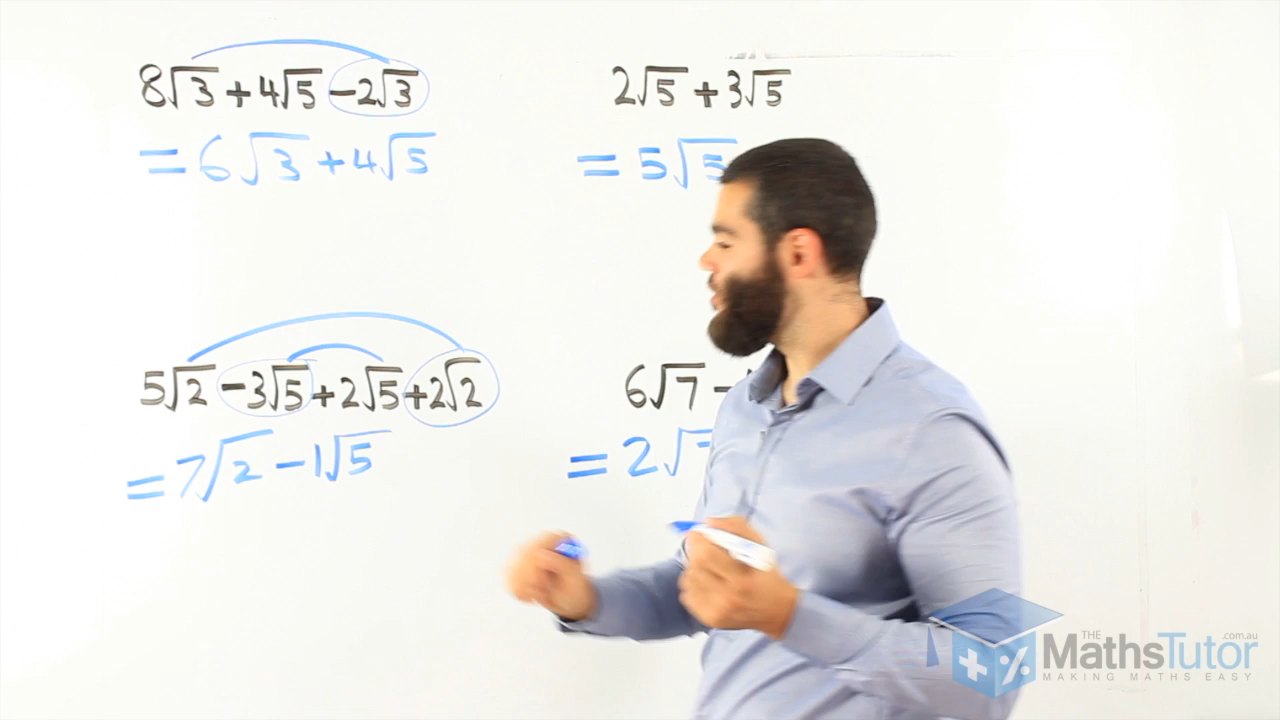 8√3 + 4√5 - 2√3
= 6√3 + 4√5
2√5 + 3√5
= 5√5
5√2 - 3√5 + 2√5 + 2√2
= 7√2 - 1√5
6√7 -
= 2√
THE
MathsTutor
.com.au
MAKING MATHS EASY